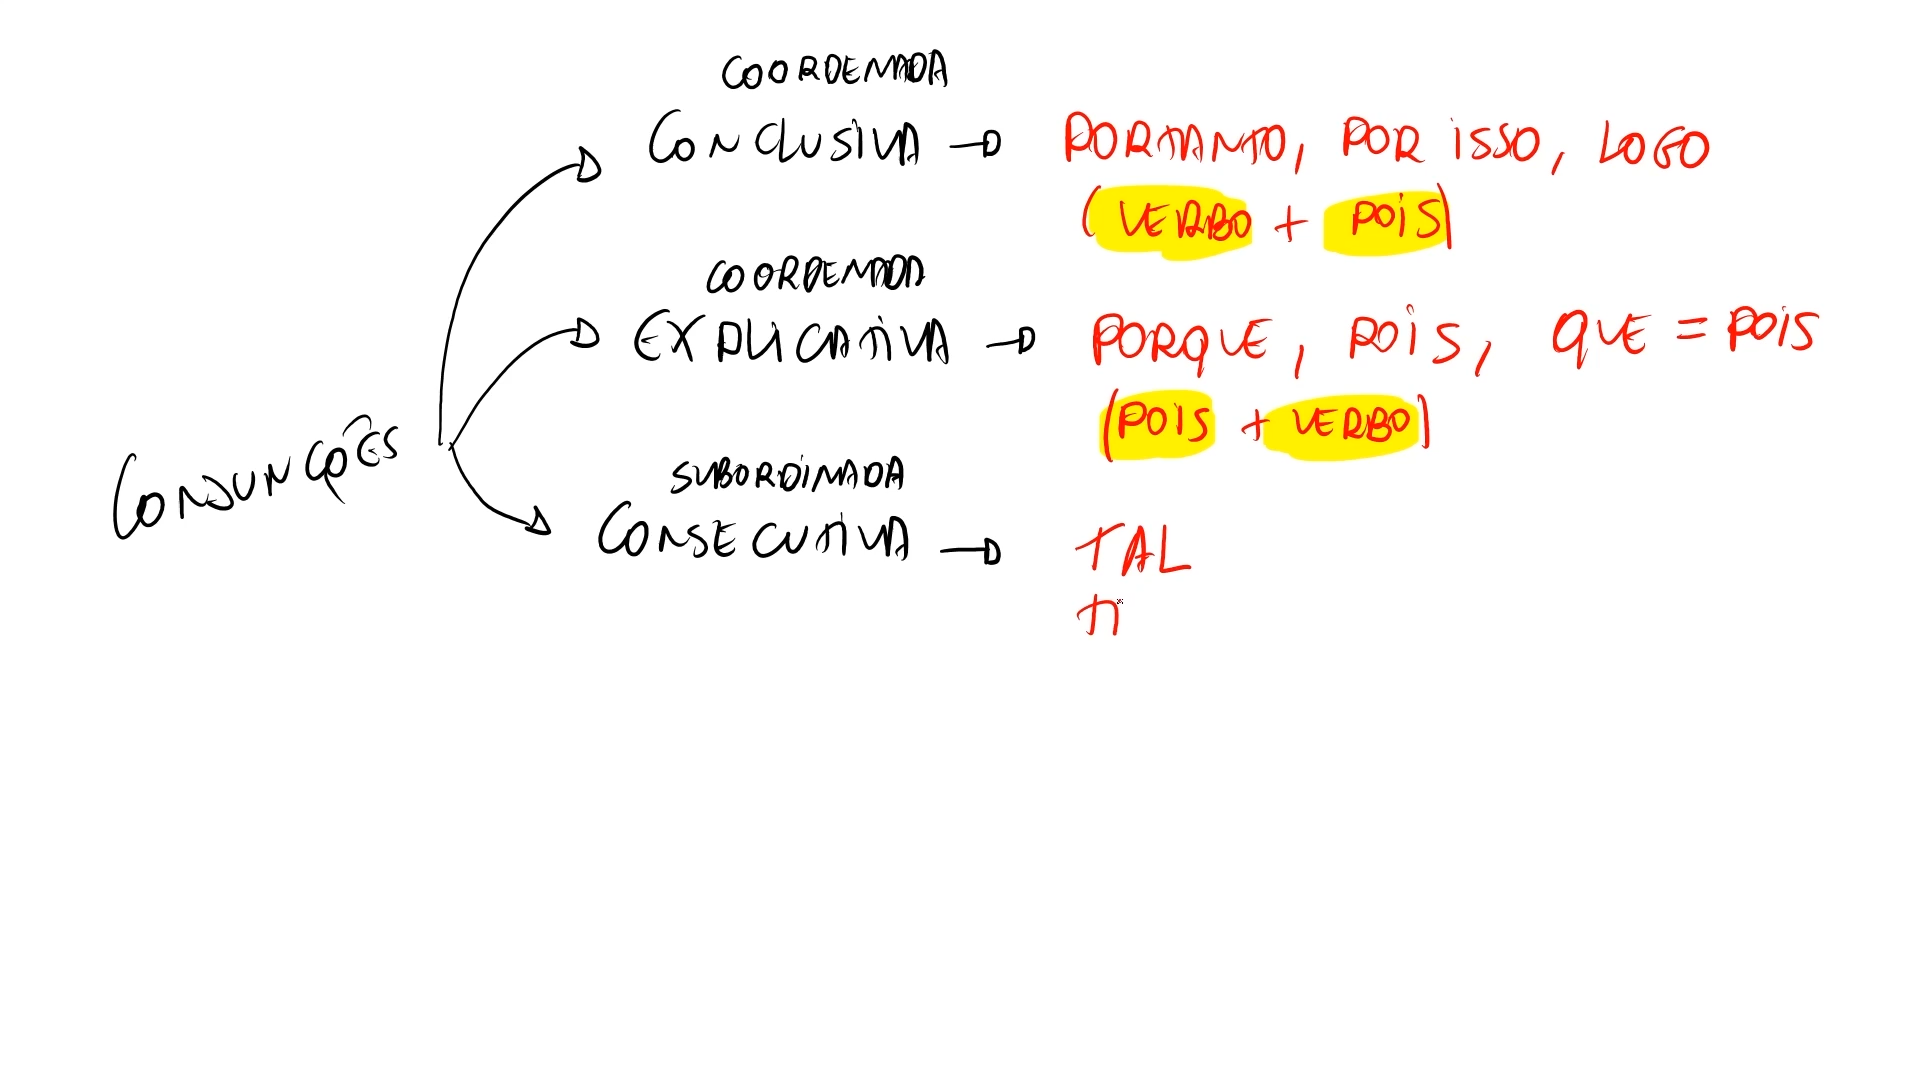 COORDENADA
CONCLUSIVA → PORTANTO, POR ISSO, LOGO
(VERBO + POIS)
COORDENADA
EXPLICATIVA → PORQUE, POIS, QUE = POIS
(POIS + VERBO)
CONJUNÇÕES
SUBORDINADA
CONSECUTIVA → TAL